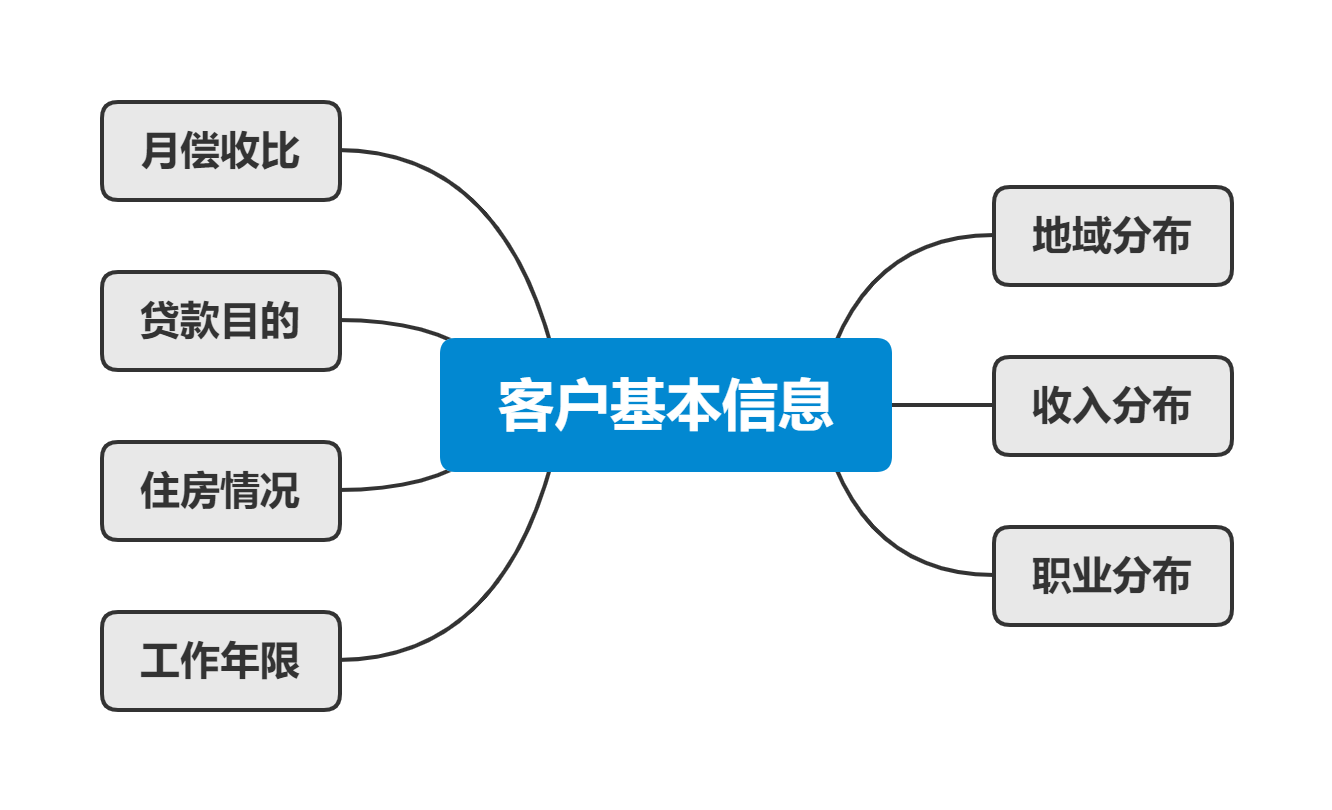 月偿收比
贷款目的
住房情况
工作年限
客户基本信息
地域分布
收入分布
职业分布